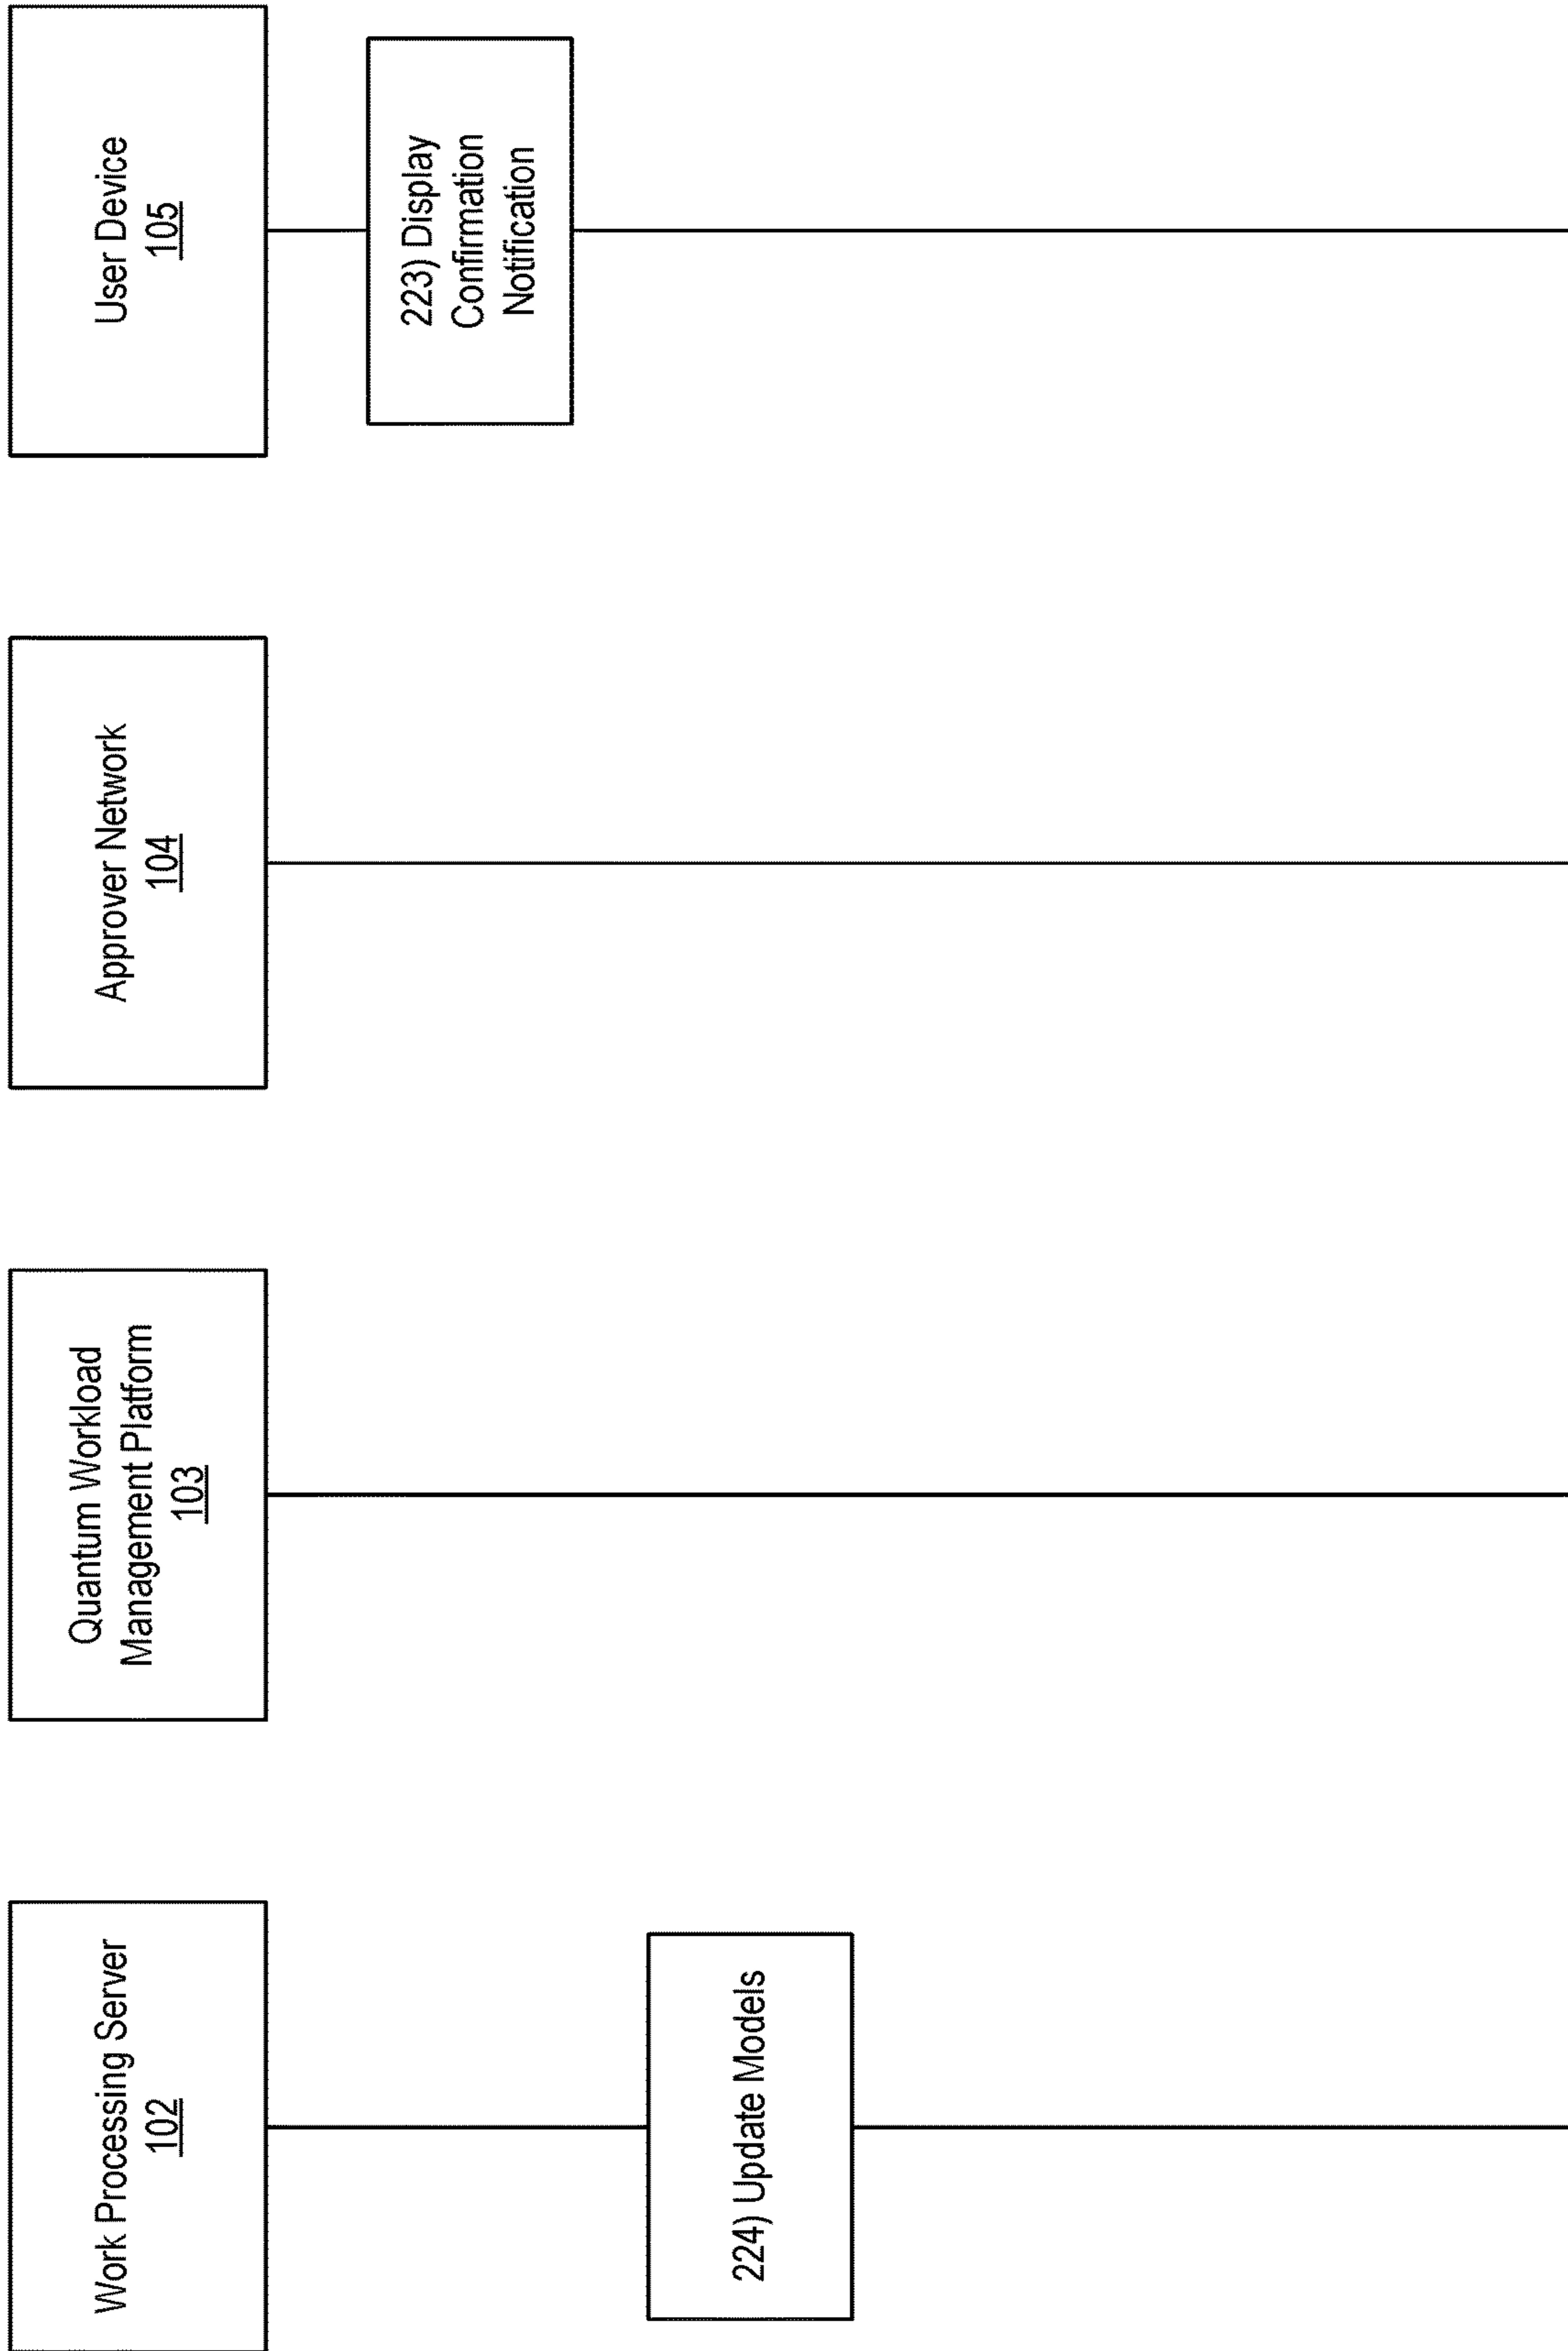 Work Processing Server
102
Quantum Workload
Management Platform
103
Approver Network
104
User Device
105
223) Display
Confirmation
Notification
224) Update Models